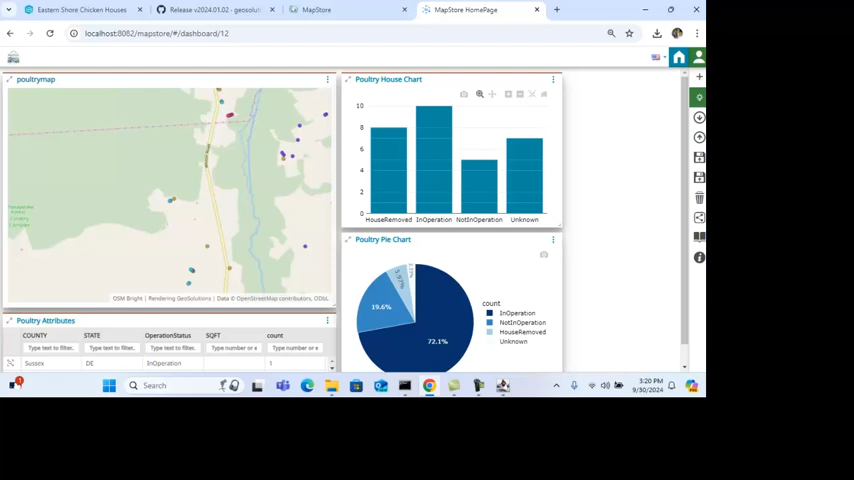 Eastern Shore Chicken Houses
Release v2024.01.02 - geosolut
MapStore
MapStore HomePage
localhost:8082/mapstore/#/dashboard/12
poultrymap
OSM Bright | Rendering GeoSolutions | Data © OpenStreetMap contributors, ODbL
Poultry House Chart
10
8
6
4
2
0
HouseRemoved
InOperation
NotInOperation
Unknown
Poultry Pie Chart
5.97%
19.6%
72.1%
count
InOperation
NotInOperation
HouseRemoved
Unknown
Poultry Attributes
COUNTY STATE OperationStatus SQFT count
Type text to filter. Type text to filter. Type text to filter. Type number or e Type number or e
Sussex DE InOperation 1
Search
3:20 PM
9/30/2024